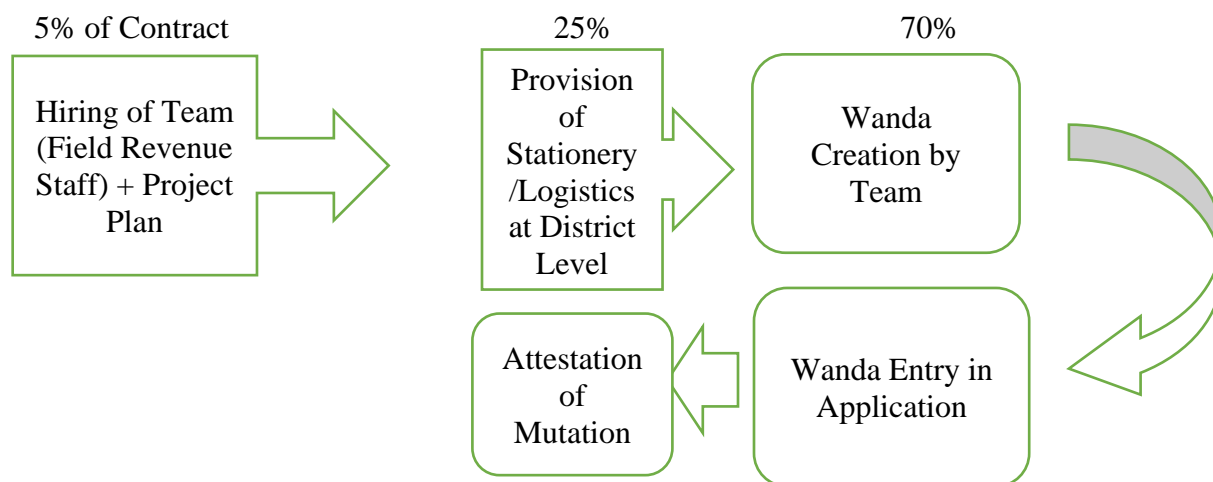 5% of Contract
25%
70%
Hiring of Team
(Field Revenue
Staff) + Project
Plan
Provision
of
Stationery
/Logistics
at District
Level
Wanda
Creation by
Team
Wanda Entry in
Application
Attestation
of
Mutation